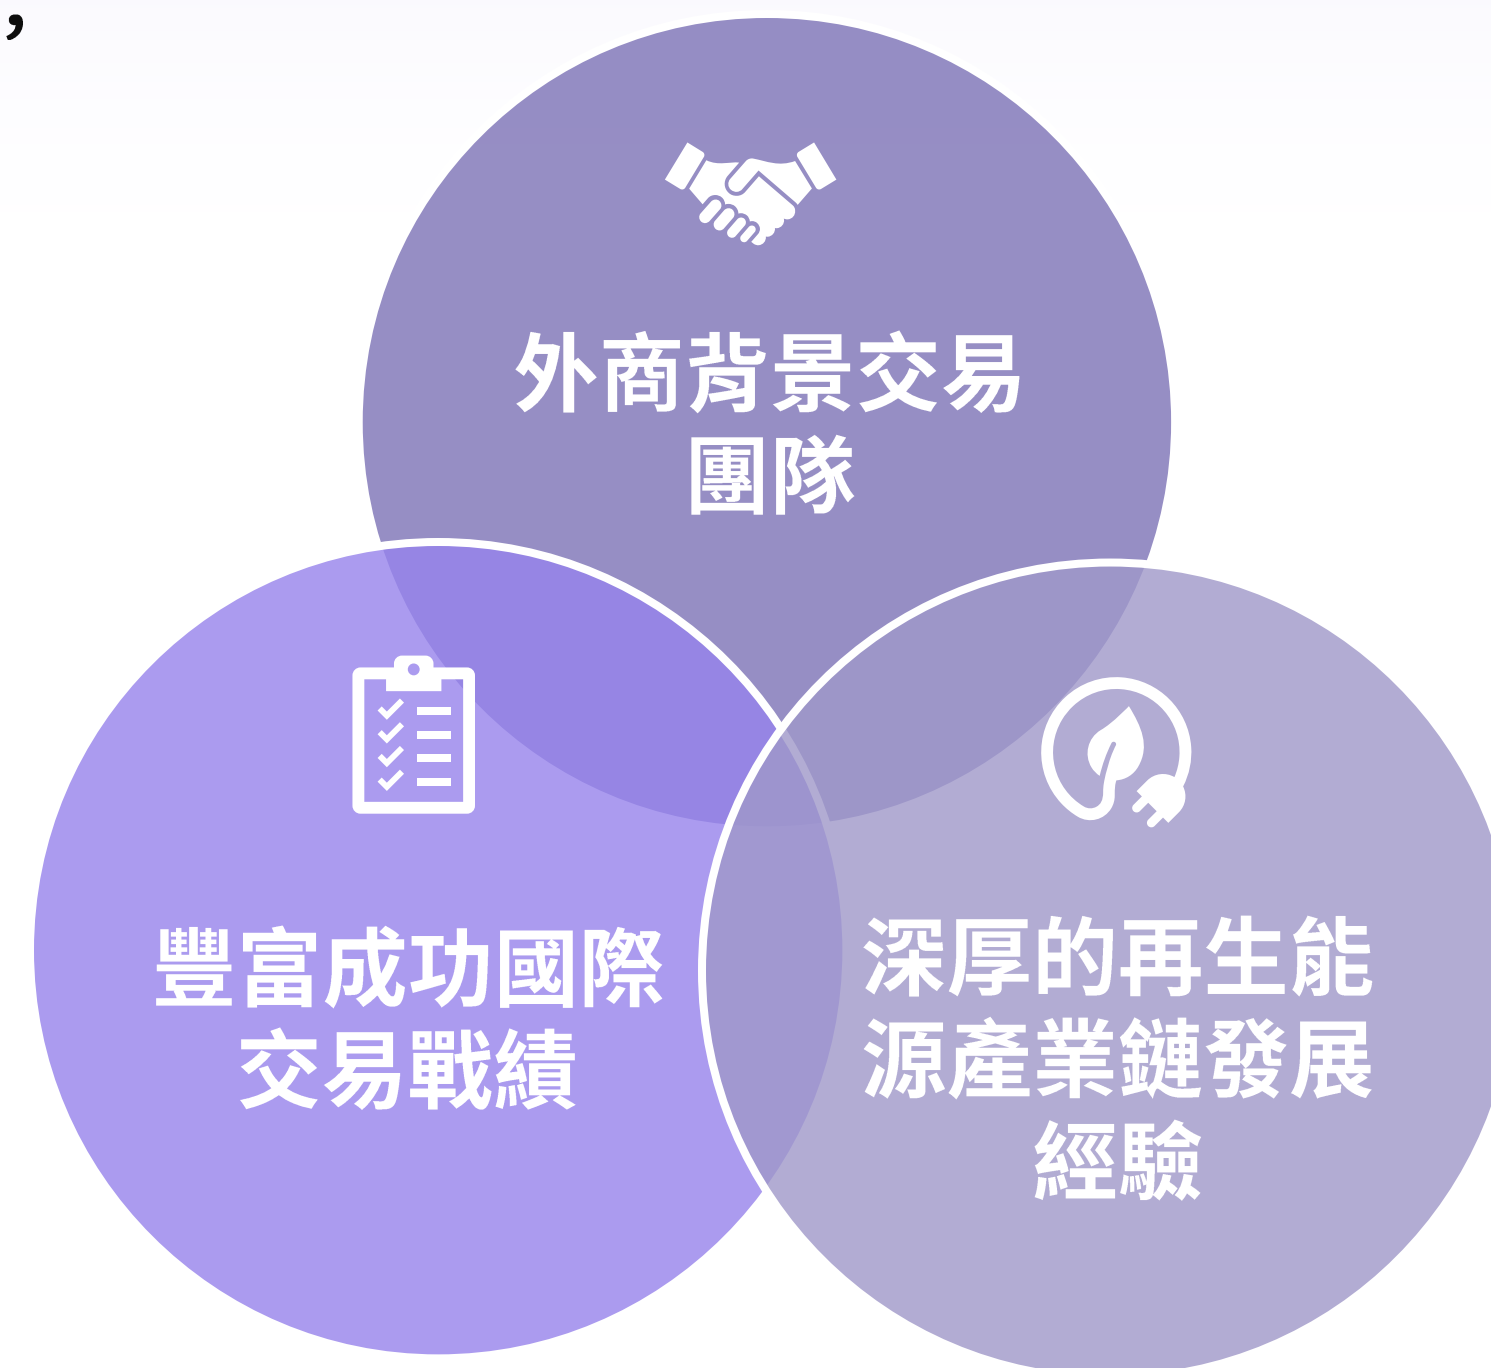 ,
外商背景交易
團隊
豐富成功國際
交易戰績
深厚的再生能
源產業鏈發展
經驗